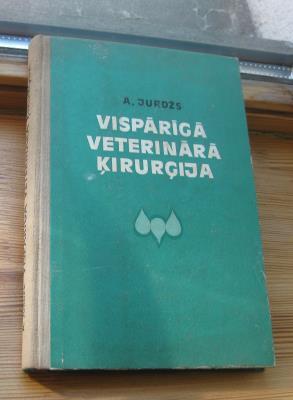 A. JURDŽS
VISPĀRĪGĀ
VETERINĀRĀ
ĶIRURĢIJA